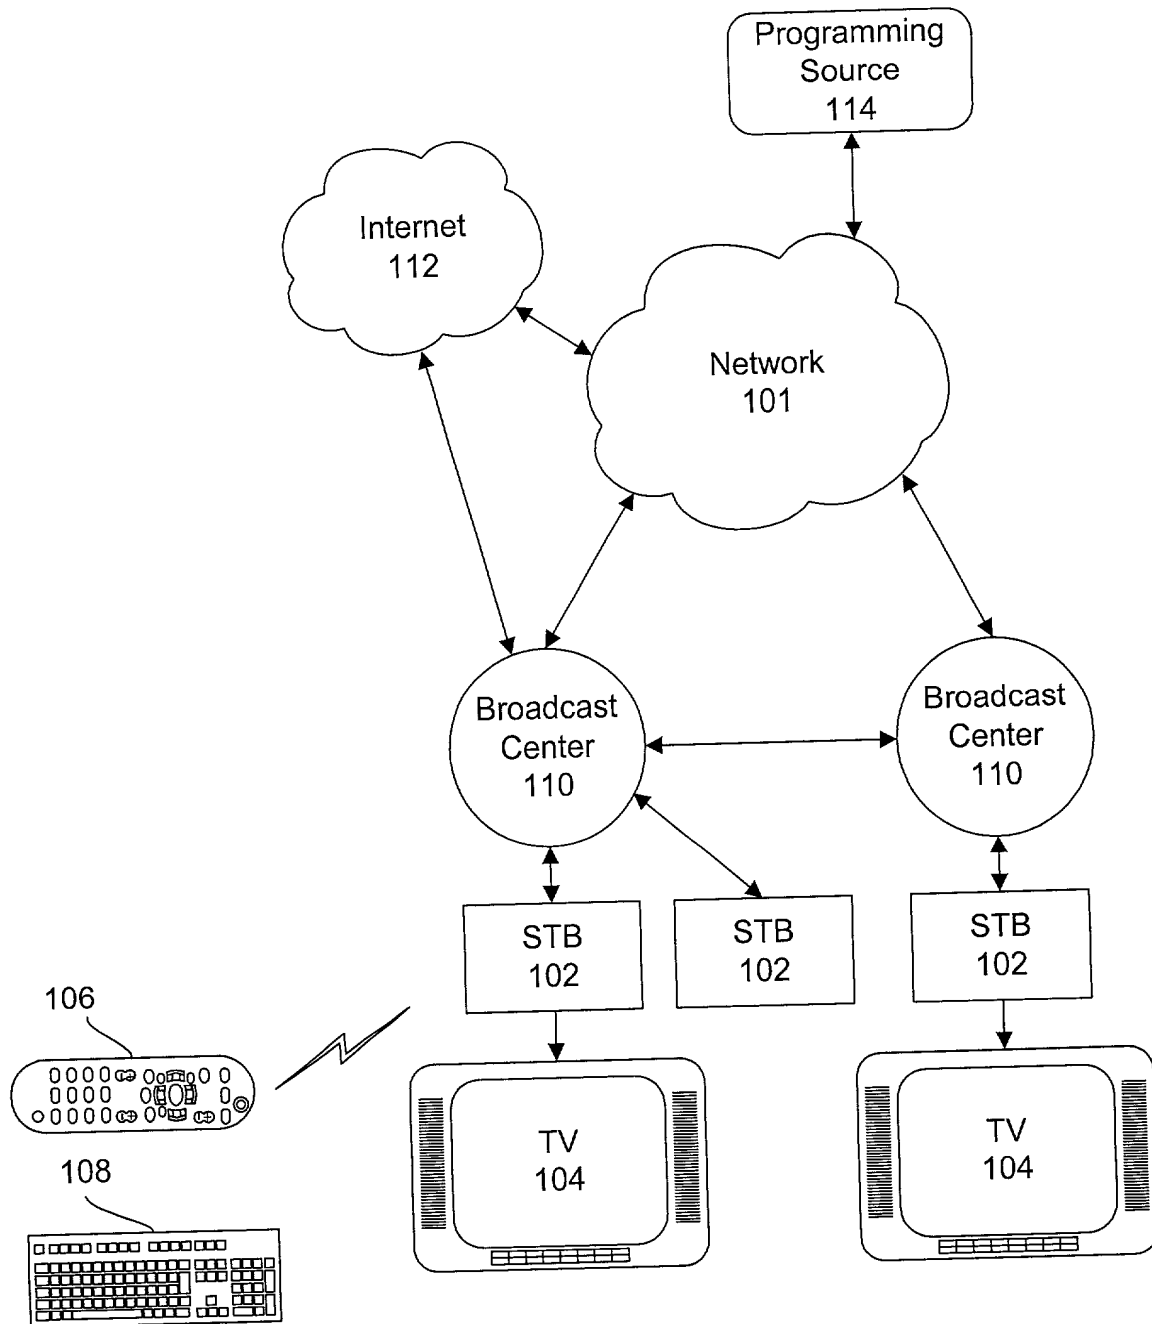 Programming
Source
114
Internet
112
Network
101
Broadcast
Center
110
Broadcast
Center
110
STB
102
STB
102
STB
102
106
TV
104
TV
104
108